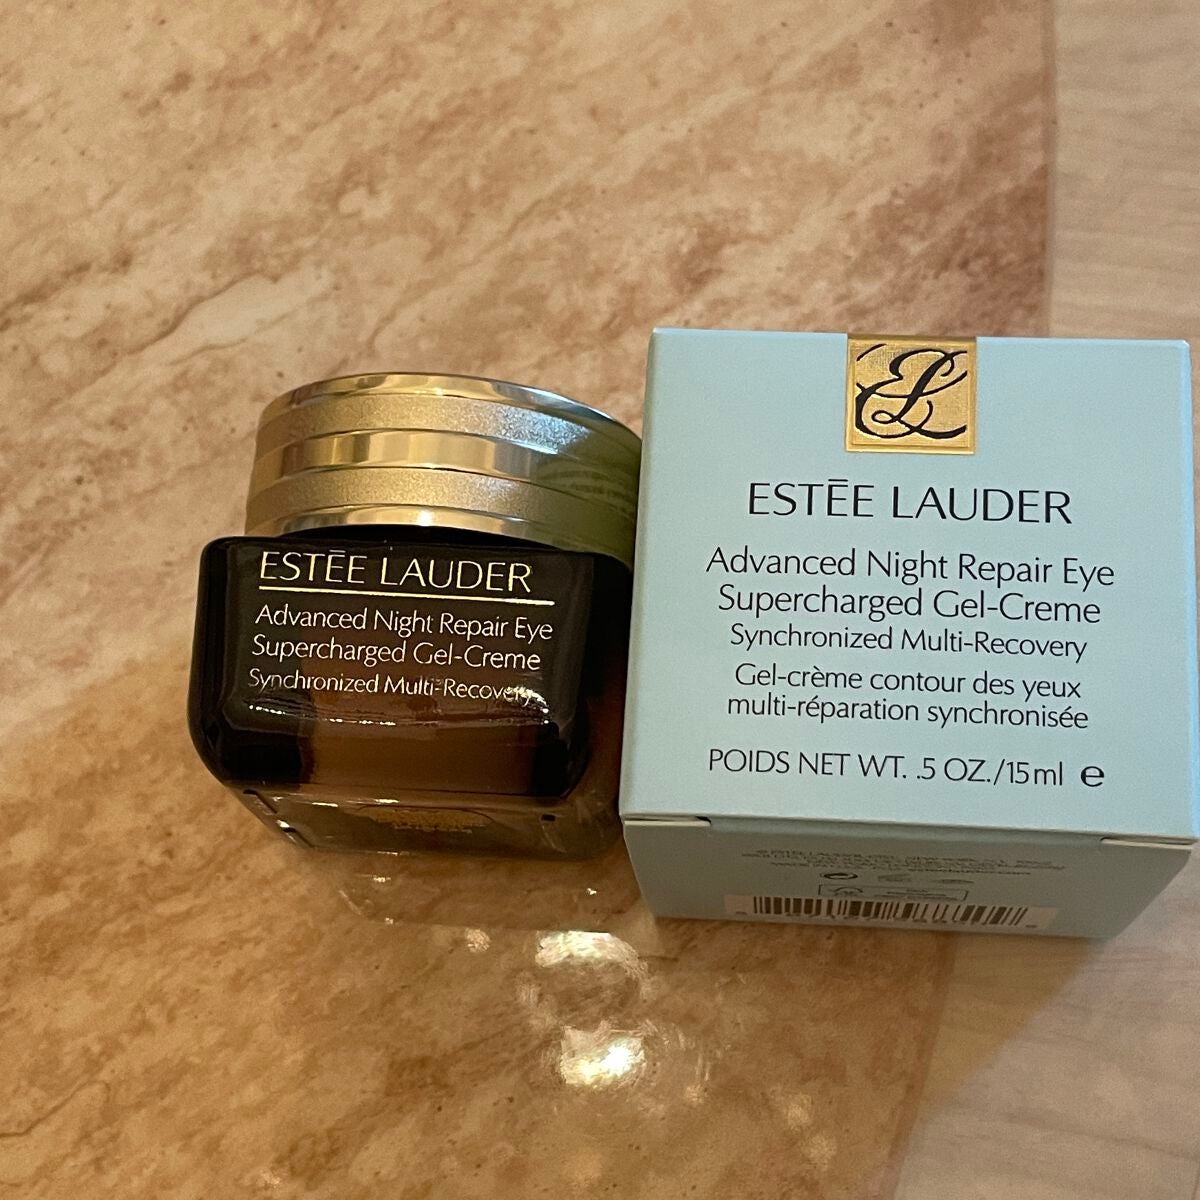 ESTĒE LAUDER
Advanced Night Repair Eye
Supercharged Gel-Creme
Synchronized Multi-Recovery
EL
ESTĒE LAUDER
Advanced Night Repair Eye
Supercharged Gel-Creme
Synchronized Multi-Recovery
Gel-crème contour des yeux
multi-réparation synchronisée
POIDS NET WT. .5 OZ./15ml e